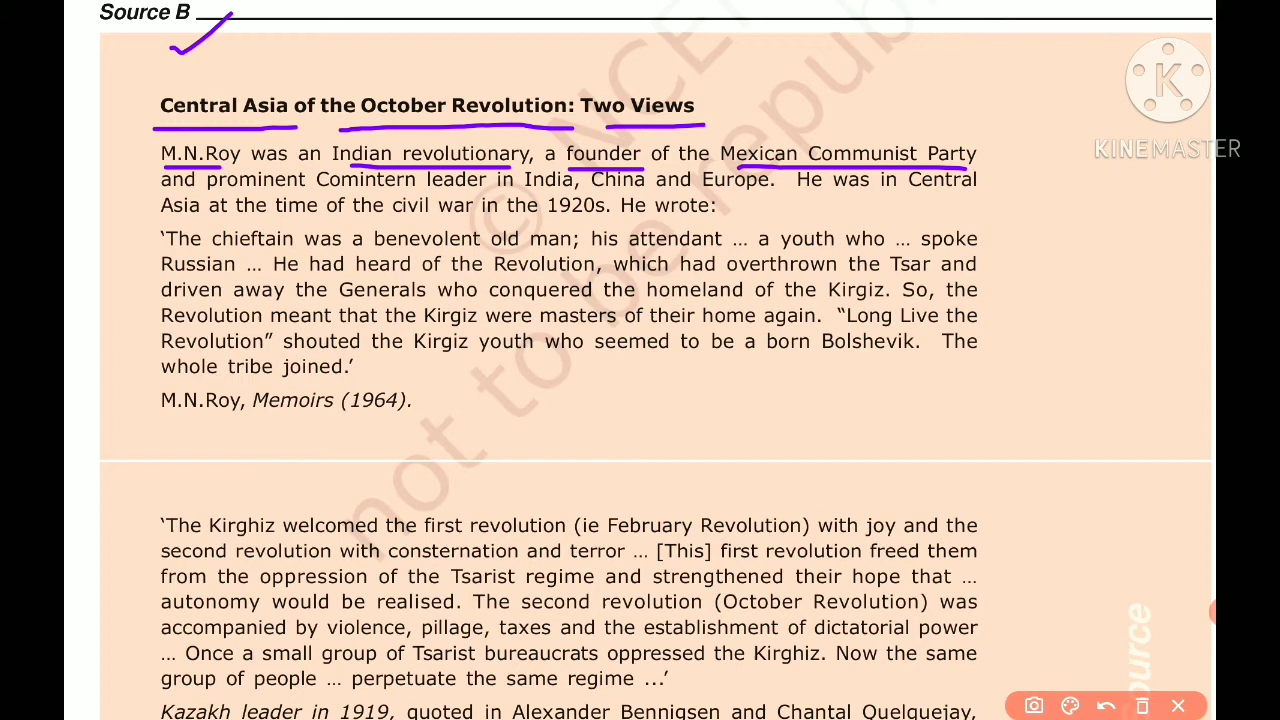 Source B
Central Asia of the October Revolution: Two Views
M.N.Roy was an Indian revolutionary, a founder of the Mexican Communist Party
and prominent Comintern leader in India, China and Europe. He was in Central
Asia at the time of the civil war in the 1920s. He wrote:
‘The chieftain was a benevolent old man; his attendant … a youth who … spoke
Russian … He had heard of the Revolution, which had overthrown the Tsar and
driven away the Generals who conquered the homeland of the Kirgiz. So, the
Revolution meant that the Kirgiz were masters of their home again. “Long Live the
Revolution” shouted the Kirgiz youth who seemed to be a born Bolshevik. The
whole tribe joined.’
M.N.Roy, Memoirs (1964).
‘The Kirghiz welcomed the first revolution (ie February Revolution) with joy and the
second revolution with consternation and terror … [This] first revolution freed them
from the oppression of the Tsarist regime and strengthened their hope that …
autonomy would be realised. The second revolution (October Revolution) was
accompanied by violence, pillage, taxes and the establishment of dictatorial power
… Once a small group of Tsarist bureaucrats oppressed the Kirghiz. Now the same
group of people … perpetuate the same regime …’
Kazakh leader in 1919, quoted in Alexander Bennigsen and Chantal Quelquejay,
© NCE
not to be republ
K
KINEMASTER
ource